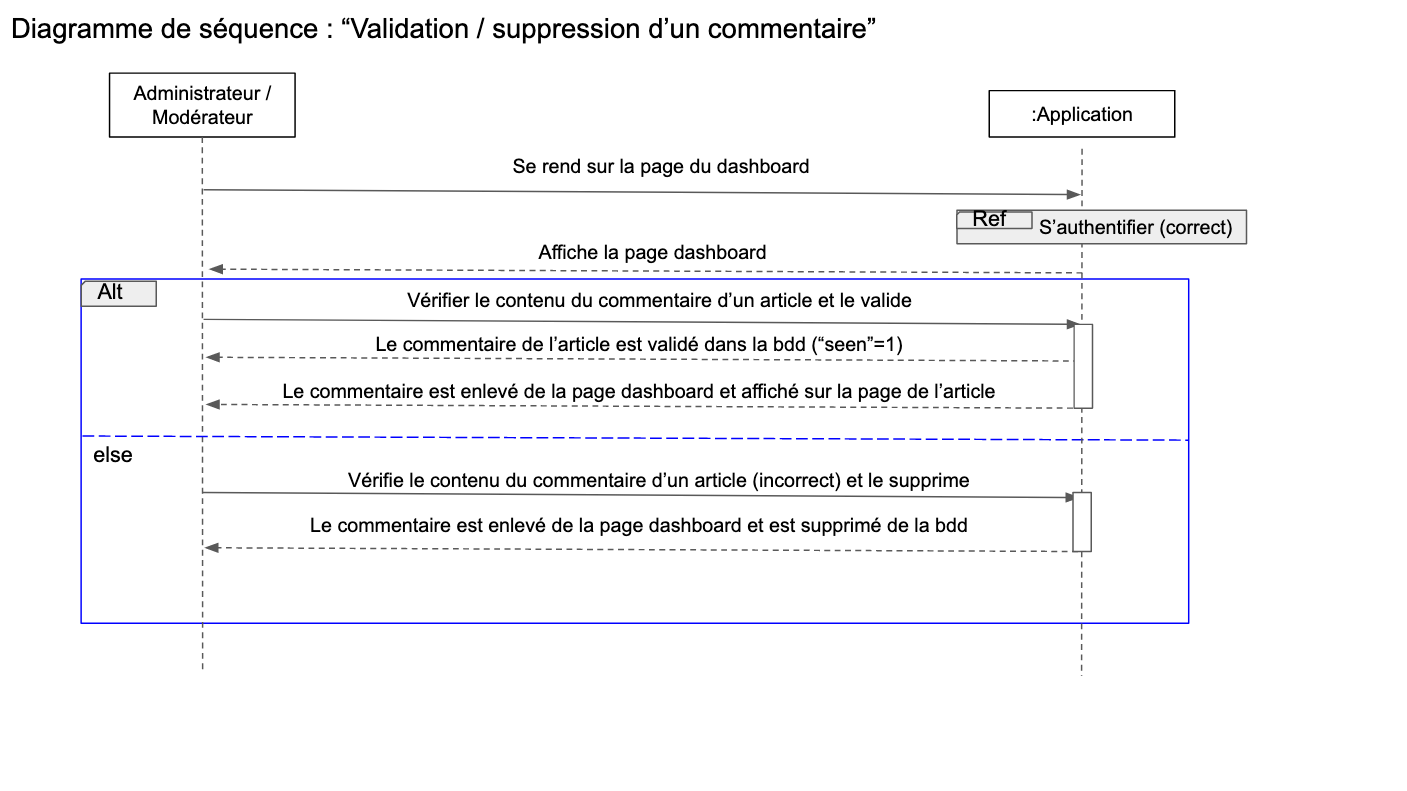 Diagramme de séquence : “Validation / suppression d’un commentaire”
Administrateur /
Modérateur
:Application
Se rend sur la page du dashboard
Ref
S’authentifier (correct)
Affiche la page dashboard
Alt
Vérifier le contenu du commentaire d’un article et le valide
Le commentaire de l’article est validé dans la bdd (“seen”=1)
Le commentaire est enlevé de la page dashboard et affiché sur la page de l’article
else
Vérifie le contenu du commentaire d’un article (incorrect) et le supprime
Le commentaire est enlevé de la page dashboard et est supprimé de la bdd